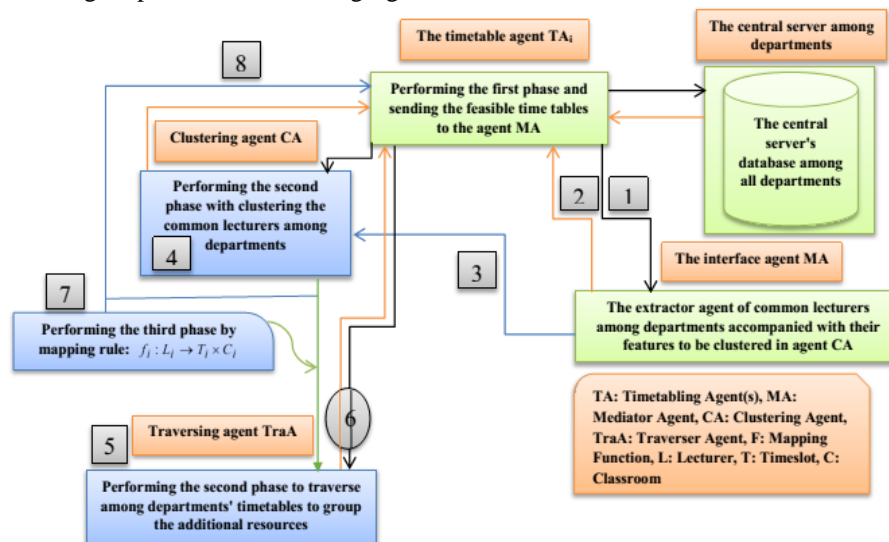 The timetable agent TAi
The central server among
departments
8
Performing the first phase and
sending the feasible time tables
to the agent MA
The central
server's
database among
all departments
Clustering agent CA
Performing the second
phase with clustering the
common lecturers among
departments
4
2
1
3
The interface agent MA
7
Performing the third phase by
mapping rule: fi : Li → Ti × Ci
The extractor agent of common lecturers
among departments accompanied with their
features to be clustered in agent CA
TA: Timetabling Agent(s), MA:
Mediator Agent, CA: Clustering Agent,
TraA: Traverser Agent, F: Mapping
Function, L: Lecturer, T: Timeslot, C:
Classroom
6
5
Traversing agent TraA
Performing the second phase to traverse
among departments' timetables to group
the additional resources